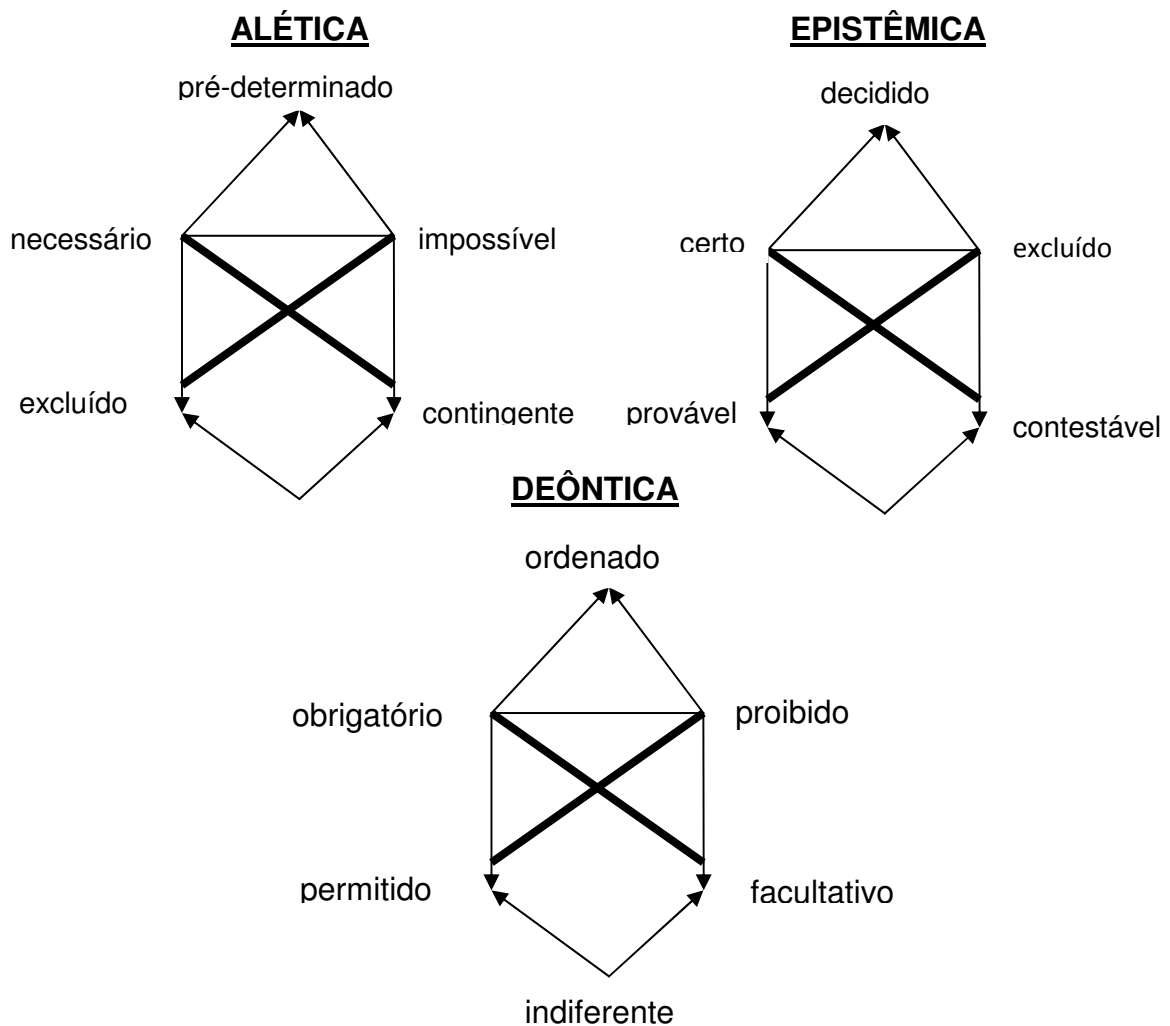 ALÉTICA
pré-determinado
necessário
impossível
excluído
contingente
EPISTÊMICA
decidido
certo
excluído
provável
contestável
DEÔNTICA
ordenado
obrigatório
proibido
permitido
facultativo
indiferente